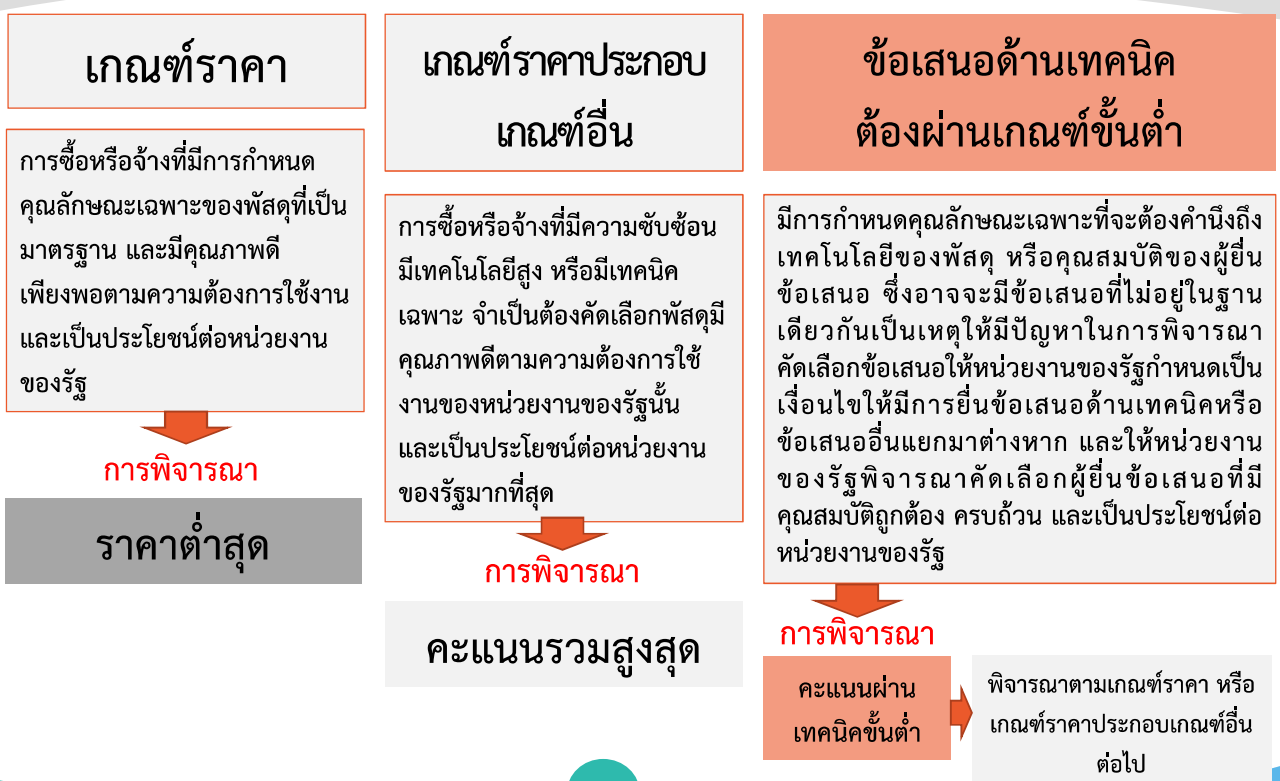 เกณฑ์ราคา
การซื้อหรือจ้างที่มีการกำหนด
คุณลักษณะเฉพาะของพัสดุที่เป็น
มาตรฐาน และมีคุณภาพดี
เพียงพอตามความต้องการใช้งาน
และเป็นประโยชน์ต่อหน่วยงาน
ของรัฐ
การพิจารณา
ราคาต่ำสุด
เกณฑ์ราคาประกอบ
เกณฑ์อื่น
การซื้อหรือจ้างที่มีความซับซ้อน
มีเทคโนโลยีสูง หรือมีเทคนิค
เฉพาะ จำเป็นต้องคัดเลือกพัสดุมี
คุณภาพดีตามความต้องการใช้
งานของหน่วยงานของรัฐนั้น
และเป็นประโยชน์ต่อหน่วยงาน
ของรัฐมากที่สุด
การพิจารณา
คะแนนรวมสูงสุด
ข้อเสนอด้านเทคนิค
ต้องผ่านเกณฑ์ขั้นต่ำ
มีการกำหนดคุณลักษณะเฉพาะที่จะต้องคำนึงถึง
เทคโนโลยีของพัสดุ หรือคุณสมบัติของผู้ยื่น
ข้อเสนอ ซึ่งอาจจะมีข้อเสนอที่ไม่อยู่ในฐาน
เดียวกันเป็นเหตุให้มีปัญหาในการพิจารณา
คัดเลือกข้อเสนอให้หน่วยงานของรัฐกำหนดเป็น
เงื่อนไขให้มีการยื่นข้อเสนอด้านเทคนิคหรือ
ข้อเสนออื่นแยกมาต่างหาก และให้หน่วยงาน
ของรัฐพิจารณาคัดเลือกผู้ยื่นข้อเสนอที่มี
คุณสมบัติถูกต้อง ครบถ้วน และเป็นประโยชน์ต่อ
หน่วยงานของรัฐ
การพิจารณา
คะแนนผ่าน
เทคนิคขั้นต่ำ
พิจารณาตามเกณฑ์ราคา หรือ
เกณฑ์ราคาประกอบเกณฑ์อื่น
ต่อไป